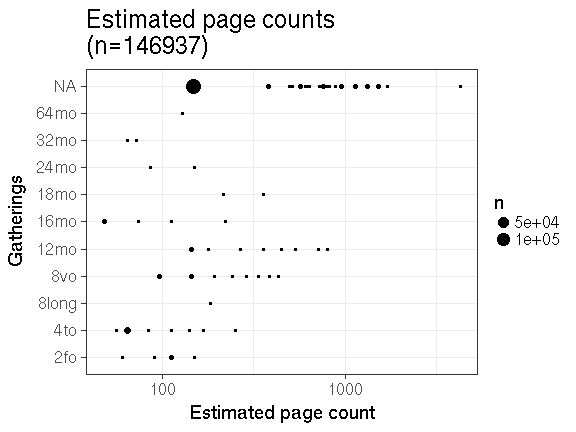 Estimated page counts
(n=146937)
NA
64mo
32mo
24mo
18mo
16mo
12mo
8vo
8long
4to
2fo
Gatherings
100
1000
Estimated page count
n
5e+04
1e+05